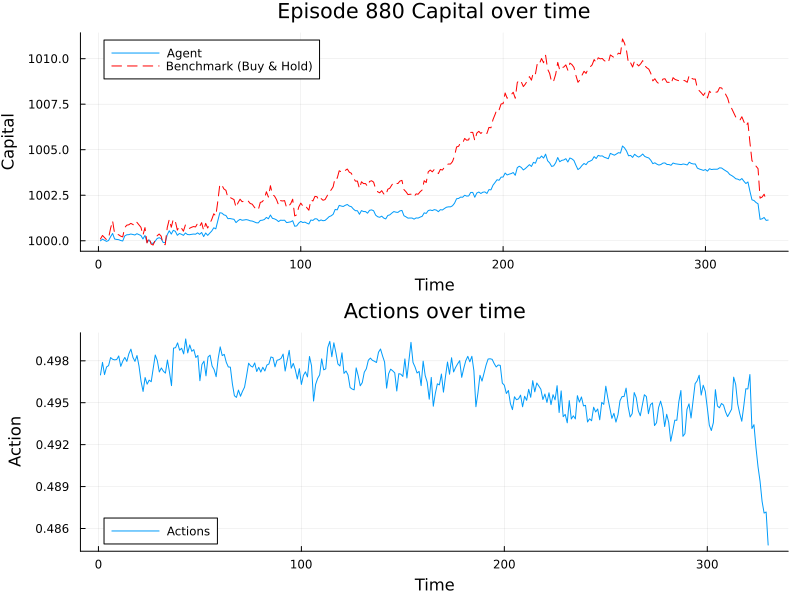 Episode 880 Capital over time
Agent
Benchmark (Buy & Hold)
Capital
1010.0
1007.5
1005.0
1002.5
1000.0
0
100
200
300
Time
Actions over time
Action
0.498
0.495
0.492
0.489
0.486
Actions
0
100
200
300
Time